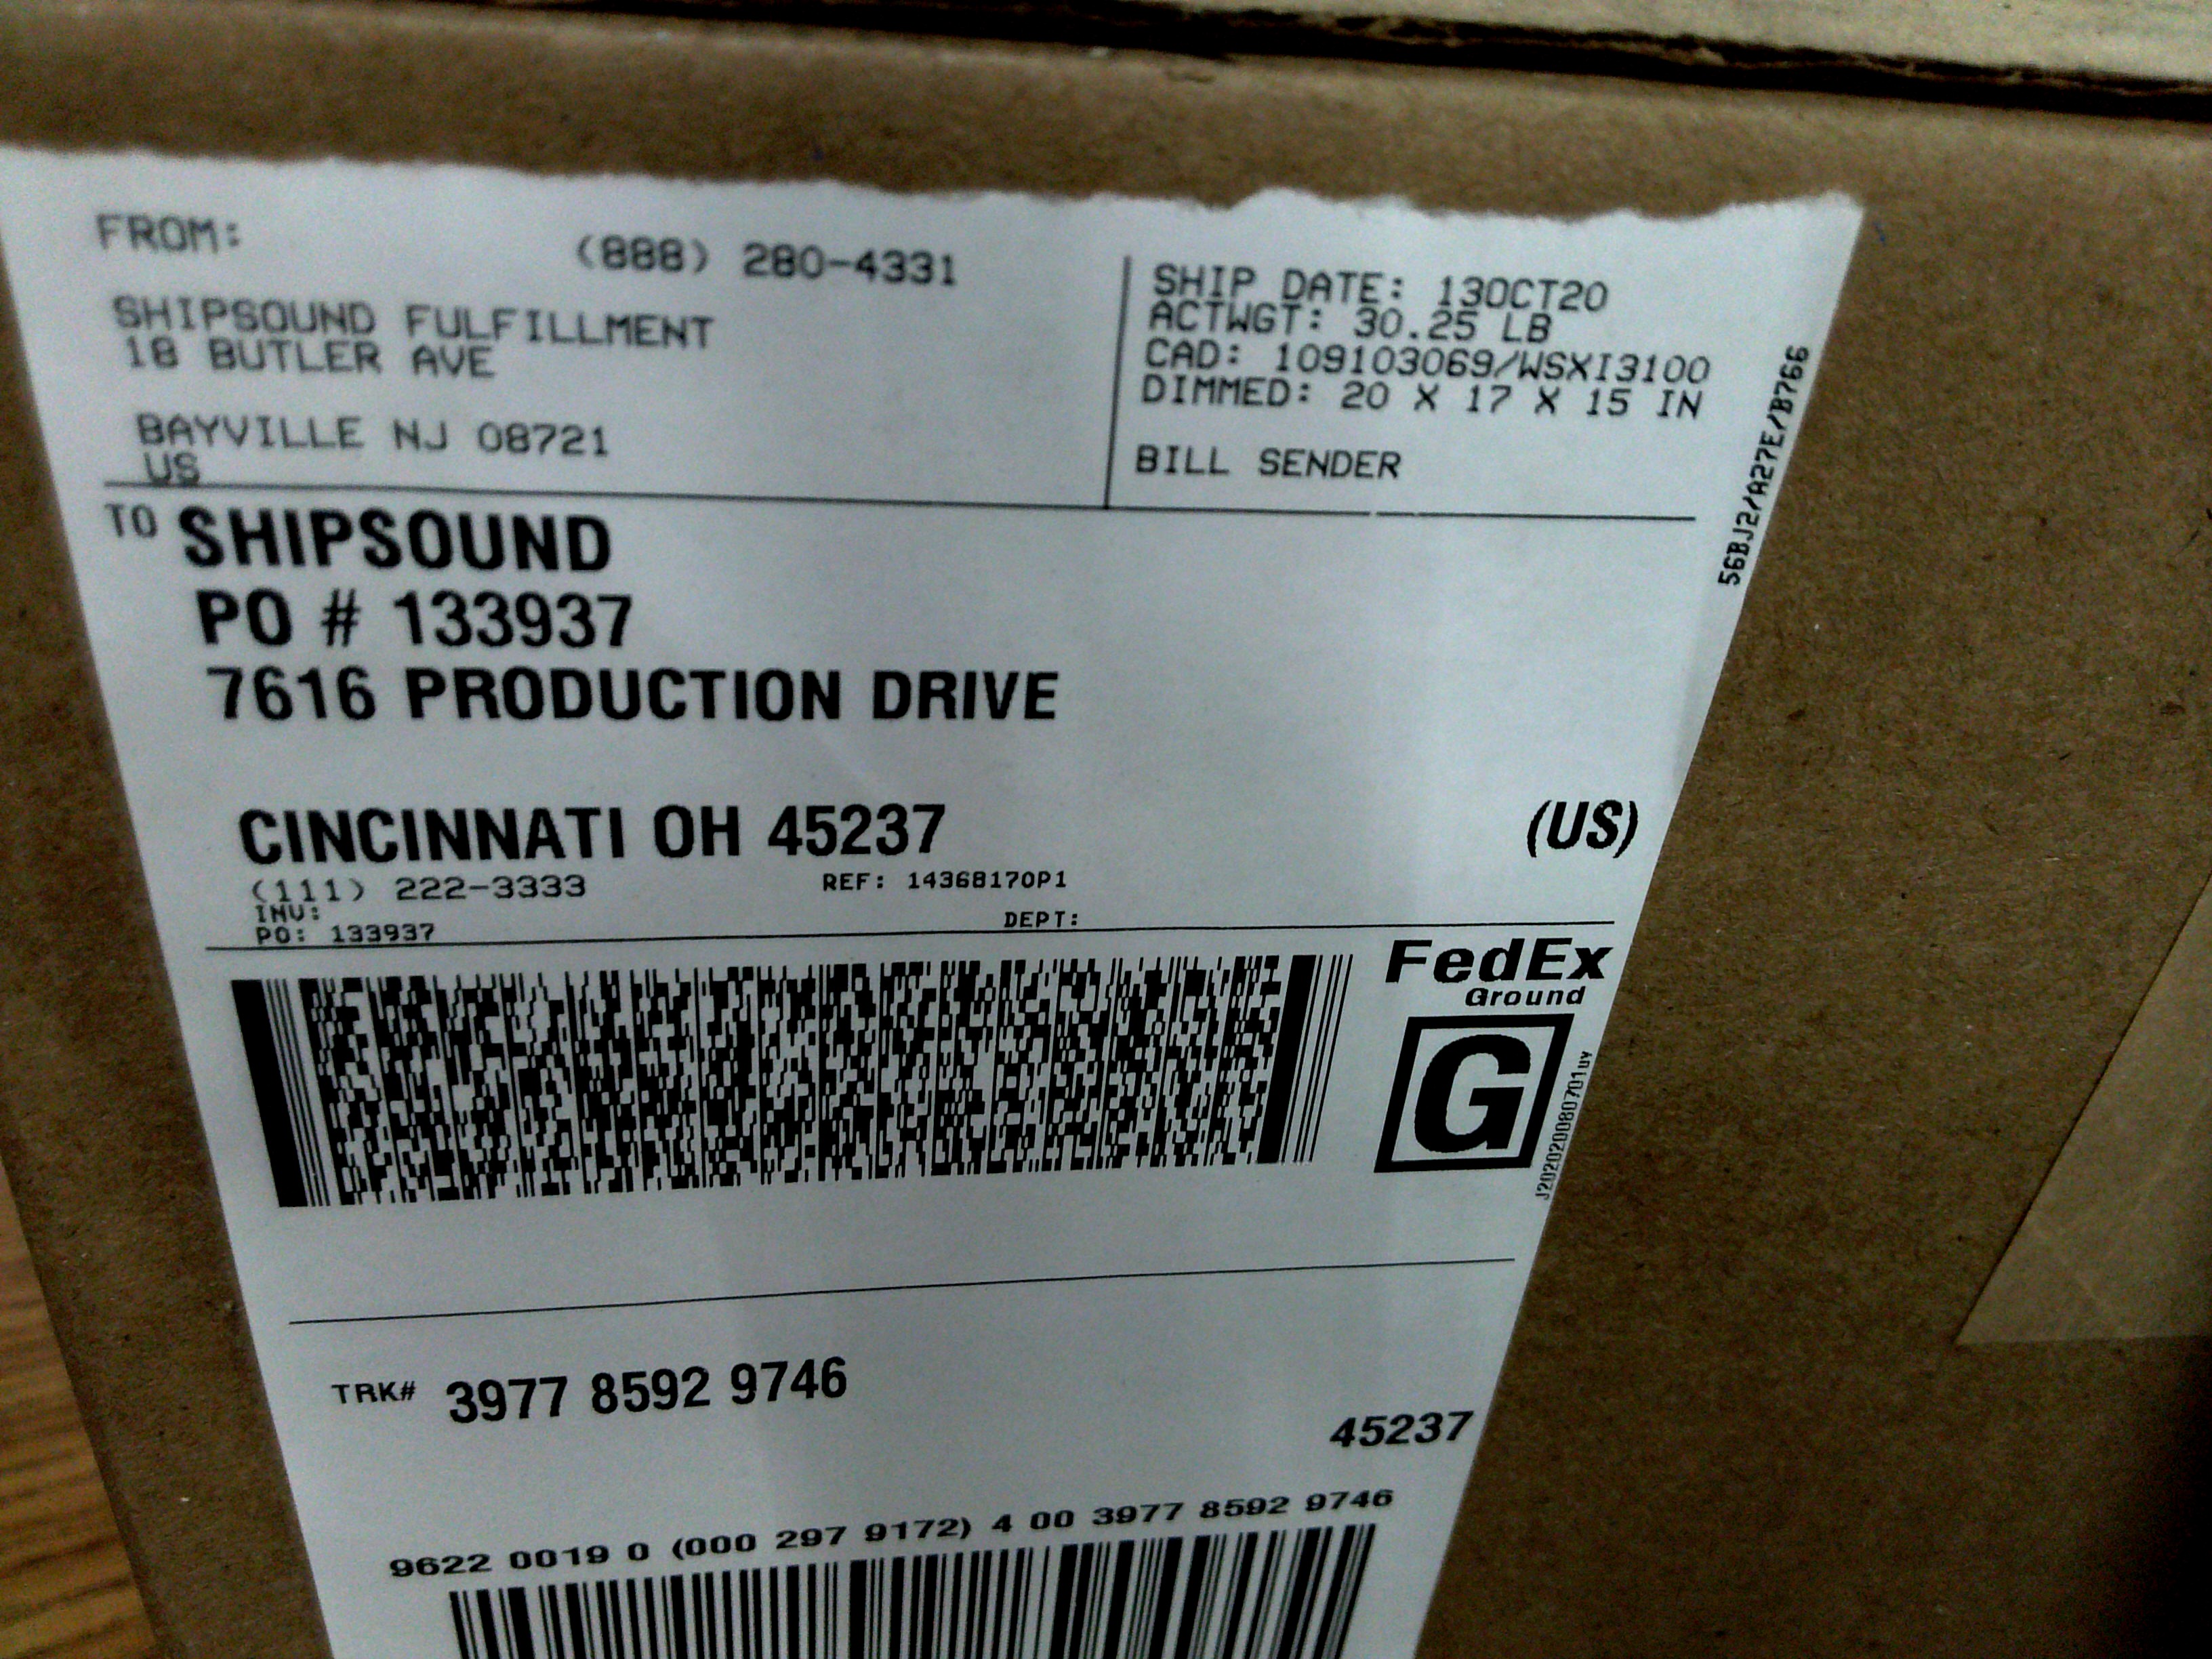 FROM:
(888) 280-4331
SHIPSOUND FULFILLMENT
18 BUTLER AVE
BAYVILLE NJ 08721
US
SHIP DATE: 13OCT20
ACTWGT: 30.25 LB
CAD: 109103069/WSXI3100
DIMMED: 20 X 17 X 15 IN
BILL SENDER
56BJ2/A27E/B766
TO SHIPSOUND
PO # 133937
7616 PRODUCTION DRIVE
CINCINNATI OH 45237
(US)
(111) 222-3333
REF: 14368170P1
INV:
PO: 133937
DEPT:
FedEx
Ground
G
J202020080701uv
TRK# 3977 8592 9746
45237
9622 0019 0 (000 297 9172) 4 00 3977 8592 9746